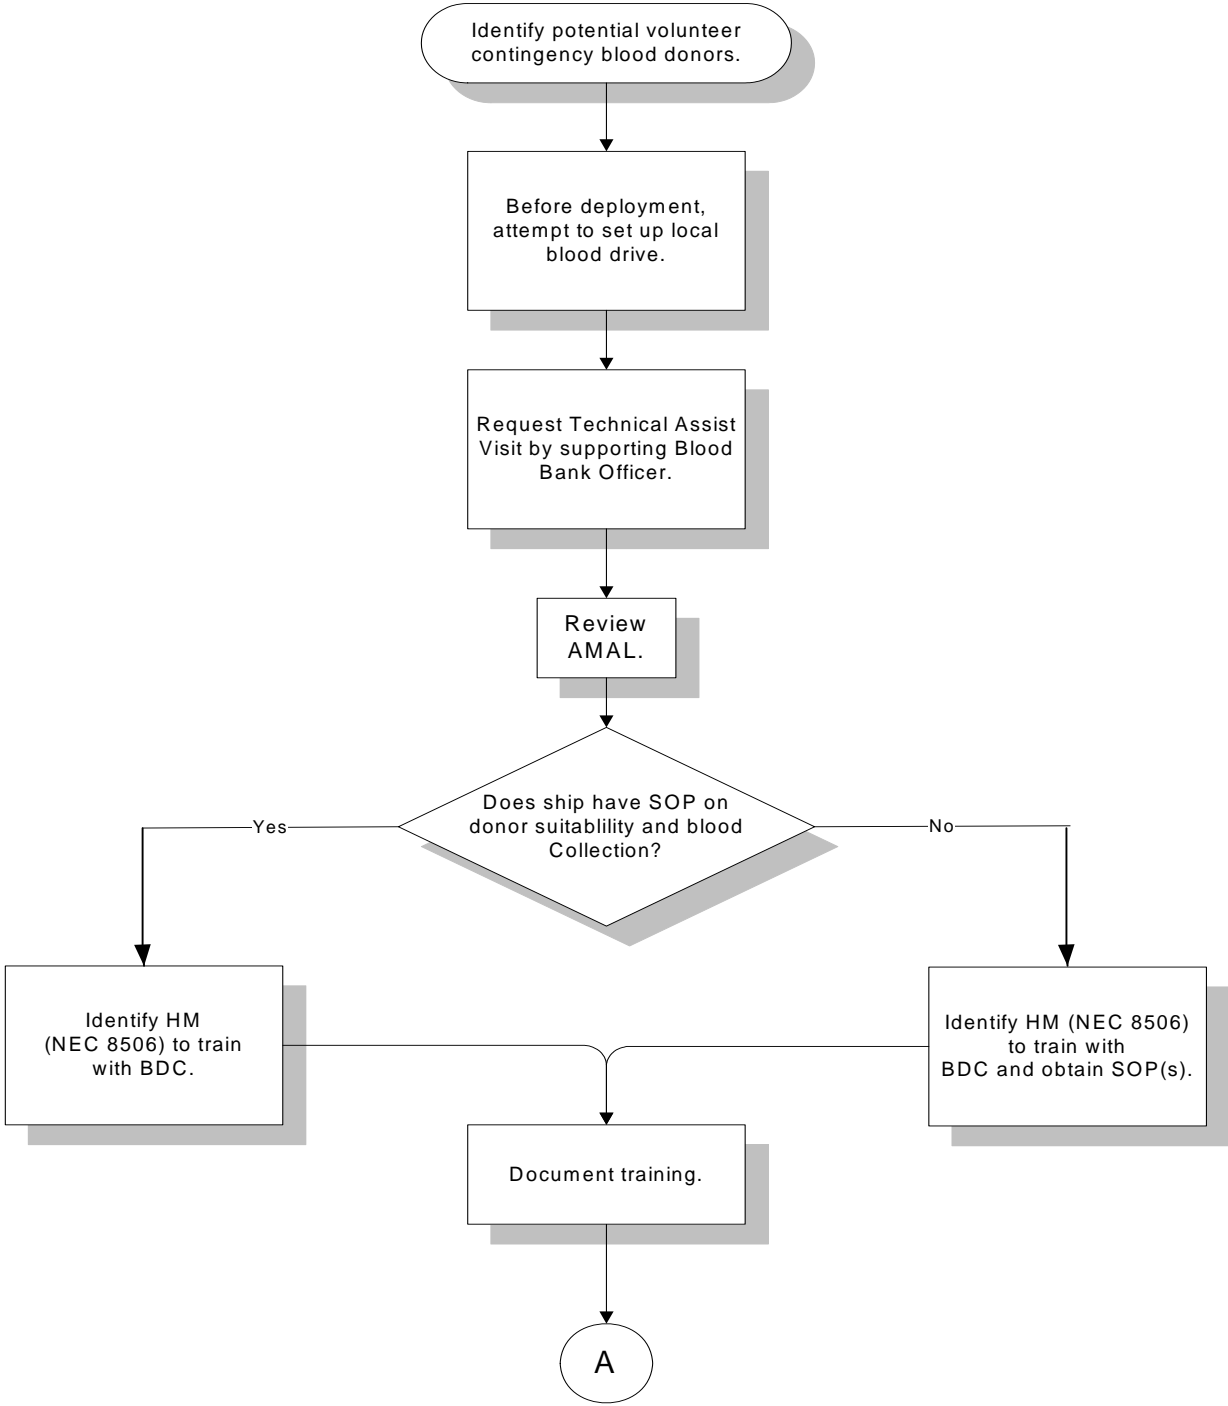 Identify potential volunteer
contingency blood donors.
Before deployment,
attempt to set up local
blood drive.
Request Technical Assist
Visit by supporting Blood
Bank Officer.
Review
AMAL.
Does ship have SOP on
donor suitablility and blood
Collection?
Yes
No
Identify HM
(NEC 8506) to train
with BDC.
Identify HM (NEC 8506)
to train with
BDC and obtain SOP(s).
Document training.
A